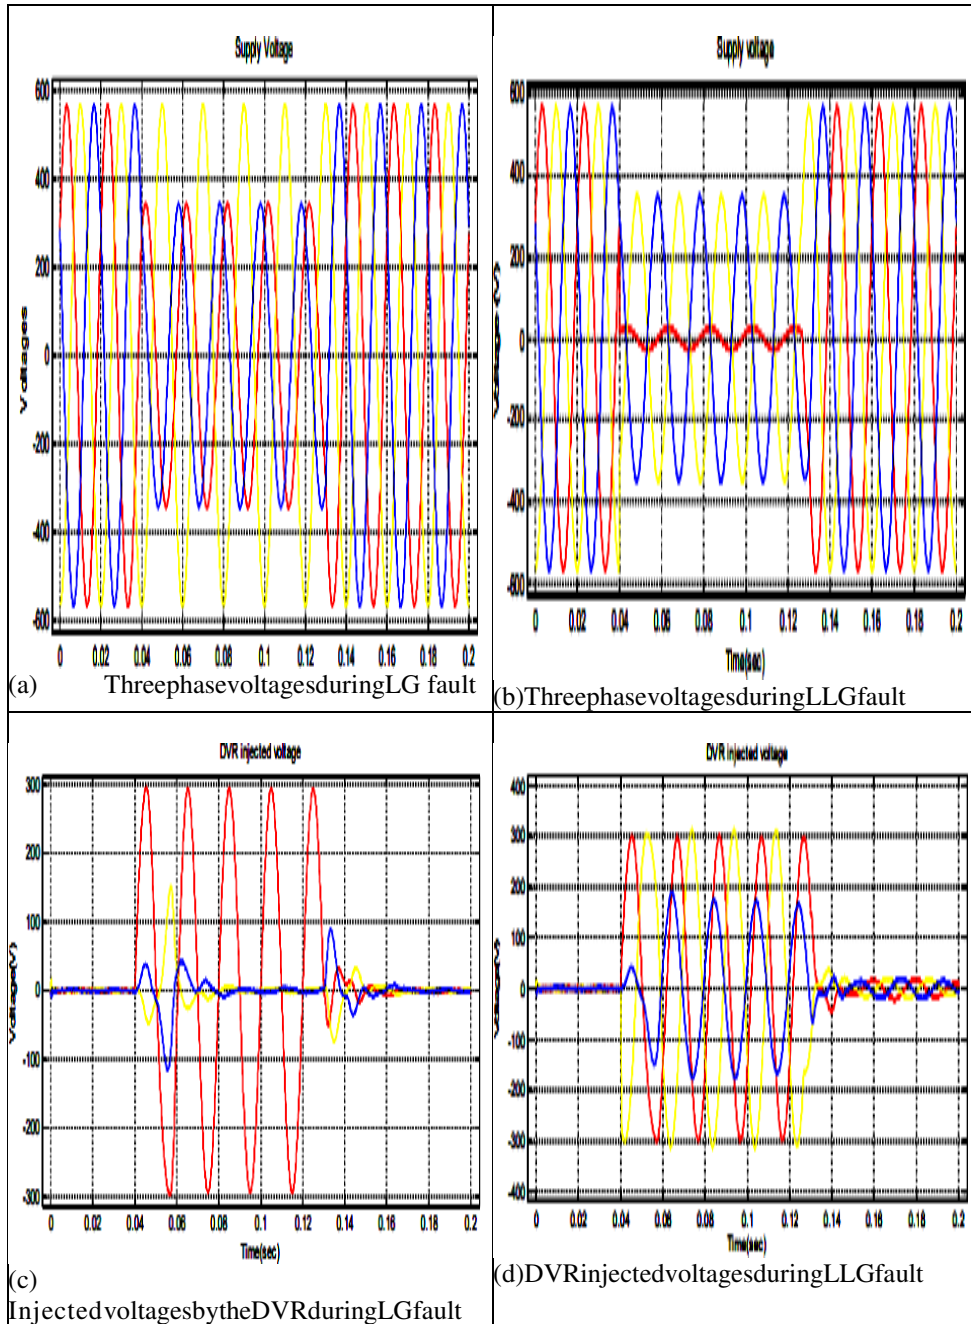 Supply Voltage
600
400
200
0
-200
-400
-600
Voltages
0 0.02 0.04 0.06 0.08 0.1 0.12 0.14 0.16 0.18 0.2
(a) ThreephasevoltagesduringLG fault
Supply voltage
600
400
200
0
-200
-400
-600
Voltage (V)
0 0.02 0.04 0.06 0.08 0.1 0.12 0.14 0.16 0.18 0.2
Time(sec)
(b)ThreephasevoltagesduringLLGfault
DVR injected voltage
300
200
100
0
-100
-200
-300
Voltage(V)
0 0.02 0.04 0.06 0.08 0.1 0.12 0.14 0.16 0.18 0.2
Time(sec)
(c)
InjectedvoltagesbytheDVRduringLGfault
DVR injected voltage
400
300
200
100
0
-100
-200
-300
-400
Voltage(V)
0 0.02 0.04 0.06 0.08 0.1 0.12 0.14 0.16 0.18 0.2
Time(sec)
(d)DVRinjectedvoltagesduringLLGfault